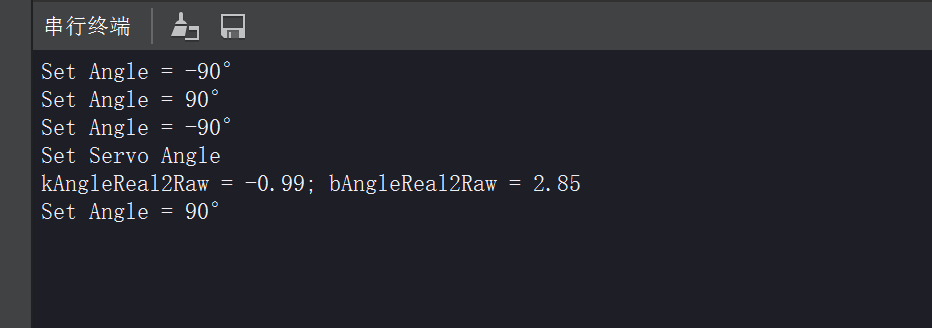 串行终端
Set Angle = -90°
Set Angle = 90°
Set Angle = -90°
Set Servo Angle
kAngleReal2Raw = -0.99; bAngleReal2Raw = 2.85
Set Angle = 90°